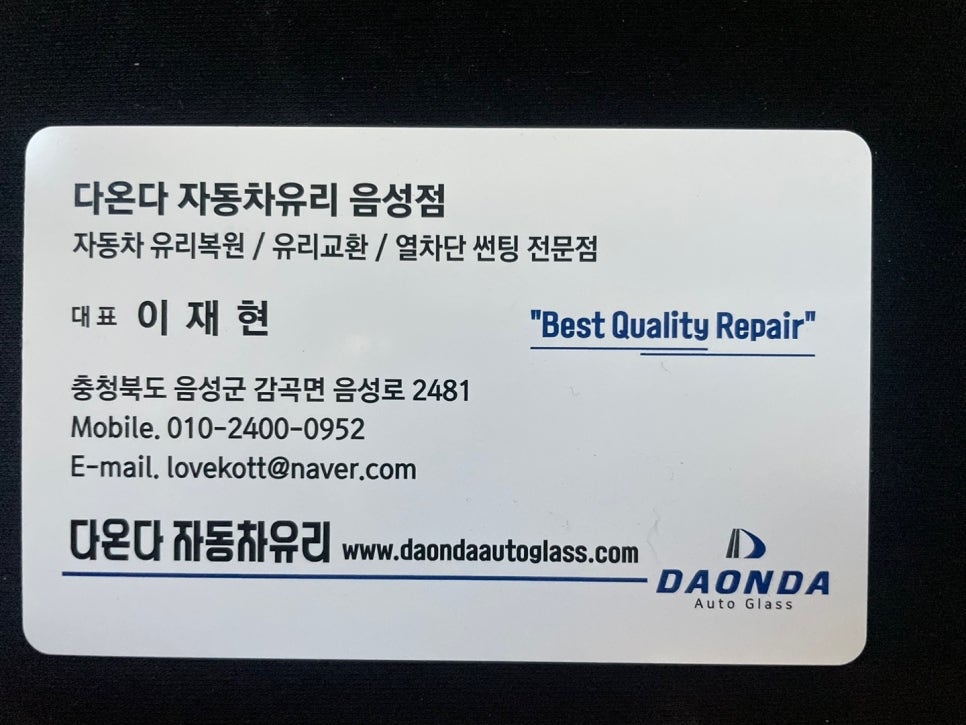 다온다 자동차유리 음성점
자동차 유리복원 / 유리교환 / 열차단 썬팅 전문점
대표 이재현
"Best Quality Repair"
충청북도 음성군 감곡면 음성로 2481
Mobile. 010-2400-0952
E-mail. lovekott@naver.com
다온다 자동차유리 www.daondaautoglass.com
DAONDA
Auto Glass